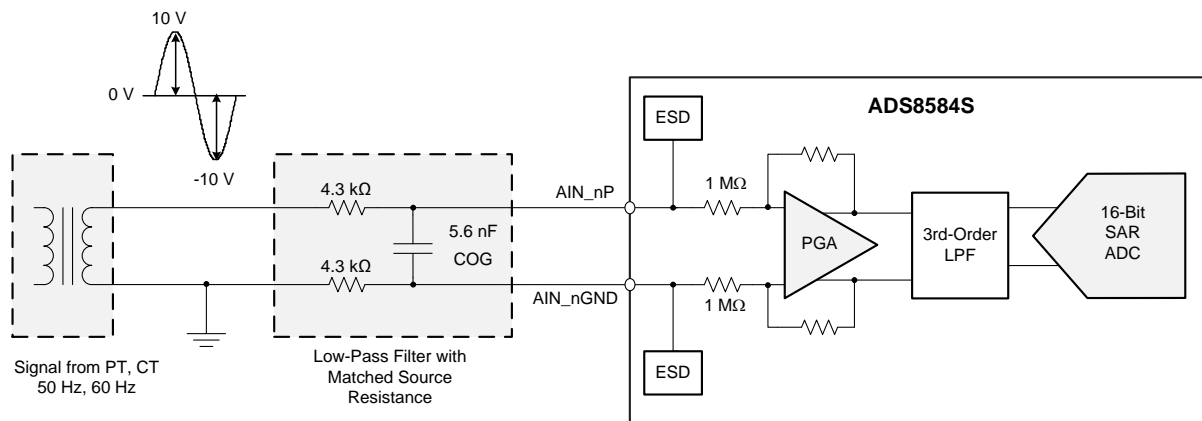 10 V
0 V
-10 V
Signal from PT, CT
50 Hz, 60 Hz
4.3 kΩ
5.6 nF
COG
4.3 kΩ
Low-Pass Filter with
Matched Source
Resistance
AIN_nP
AIN_nGND
ADS8584S
ESD
1 MΩ
PGA
1 MΩ
ESD
3rd-Order
LPF
16-Bit
SAR
ADC